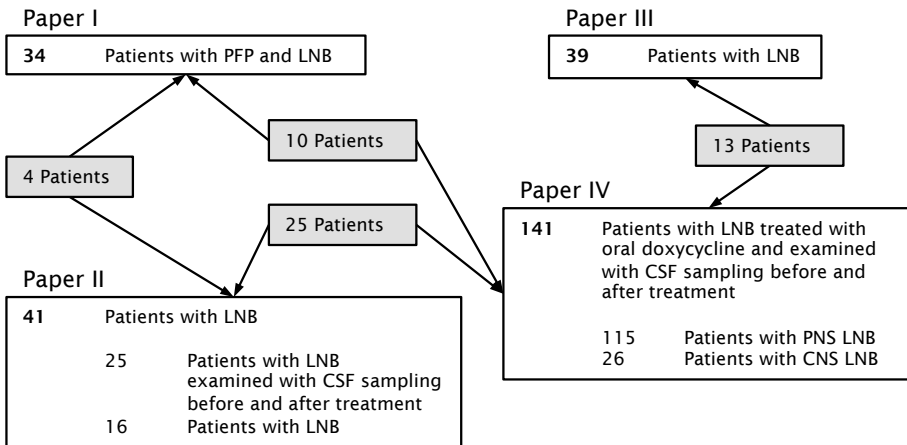 Paper I
34 Patients with PFP and LNB
Paper III
39 Patients with LNB
10 Patients
13 Patients
4 Patients
25 Patients
Paper IV
141 Patients with LNB treated with
oral doxycycline and examined
with CSF sampling before and
after treatment
115 Patients with PNS LNB
26 Patients with CNS LNB
Paper II
41 Patients with LNB
25 Patients with LNB
examined with CSF sampling
before and after treatment
16 Patients with LNB